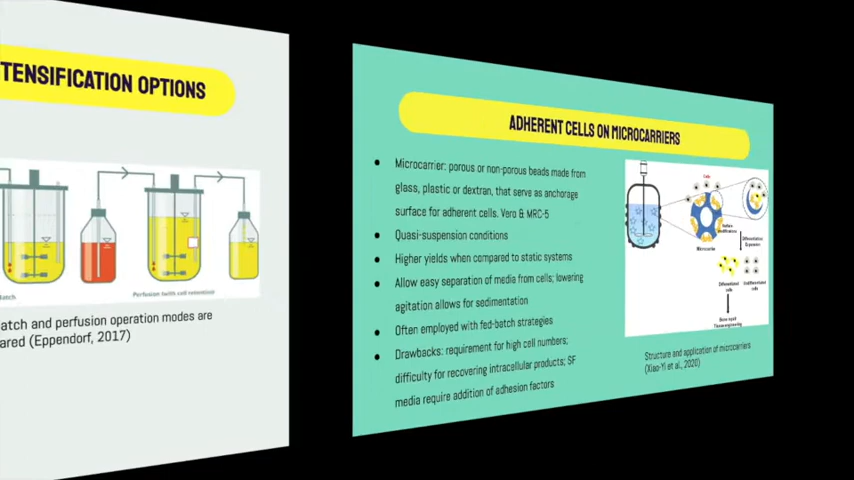 TENSIFICATION OPTIONS
atch
Perfusion (with cell retention)
atch and perfusion operation modes are
ared (Eppendorf, 2017)
ADHERENT CELLS ON MICROCARRIERS
Microcarrier: porous or non-porous beads made from
glass, plastic or dextran, that serve as anchorage
surface for adherent cells. Vero & MRC-5
Quasi-suspension conditions
Higher yields when compared to static systems
Allow easy separation of media from cells; lowering
agitation allows for sedimentation
Often employed with fed-batch strategies
Drawbacks: requirement for high cell numbers;
difficulty for recovering intracellular products; SF
media require addition of adhesion factors
Cells
Microcarrier
Differentiation
Expansion
Differentiated
cells
Undifferentiated
cells
Tissue engineering
Structure and application of microcarriers
(Xiao-Yi et al., 2020)